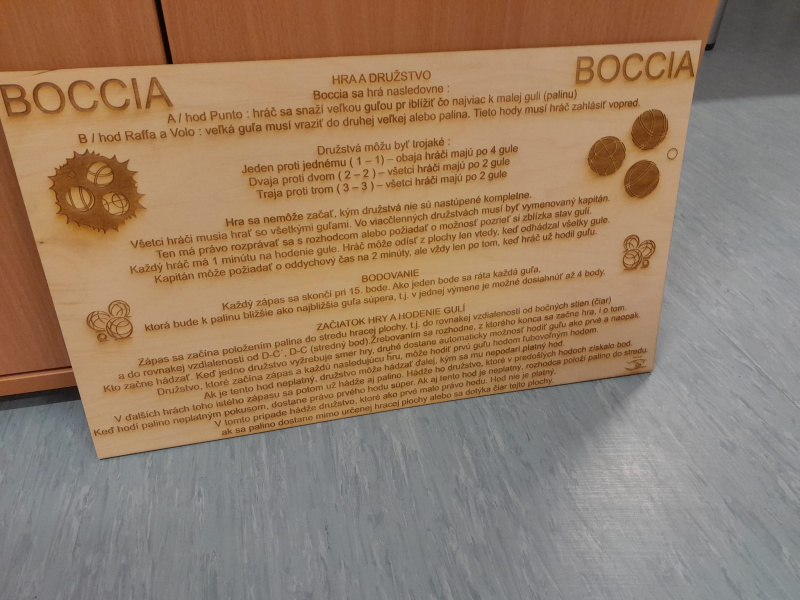 BOCCIA
BOCCIA
HRA A DRUŽSTVO
Boccia sa hrá nasledovne :
A / hod Punto : hráč sa snaží veľkou guľou pr iblížiť čo najviac k malej guli (palinu)
B / hod Raffa a Volo : veľká guľa musí vraziť do druhej veľkej alebo palina. Tieto hody musí hráč zahlásiť vopred.
Družstvá môžu byť trojaké :
Jeden proti jednému ( 1 – 1) – obaja hráči majú po 4 gule
Dvaja proti dvom ( 2 – 2 ) – všetci hráči majú po 2 gule
Traja proti trom ( 3 – 3 ) – všetci hráči majú po 2 gule
Hra sa nemôže začať, kým družstvá nie sú nastúpené kompletne.
Všetci hráči musia hrať so všetkými guľami. Vo viacčlenných družstvách musí byť vymenovaný kapitán.
Ten má právo rozprávať sa s rozhodcom alebo požiadať o možnosť pozrieť si zblízka stav gulí.
Každý hráč má 1 minútu na hodenie gule. Hráč môže odísť z plochy len vtedy, keď odhádzal všetky gule.
Kapitán môže požiadať o oddychový čas na 2 minúty, ale vždy len po tom, keď hráč už hodil guľu.
BODOVANIE
Každý zápas sa skončí pri 15. bode. Ako jeden bode sa ráta každá guľa,
ktorá bude k palinu bližšie ako najbližšia guľa súpera, t.j. v jednej výmene je možné dosiahnuť až 4 body.
ZAČIATOK HRY A HODENIE GULÍ
Zápas sa začína položením palina do stredu hracej plochy, t.j. do rovnakej vzdialenosti od bočných stien (čiar)
a do rovnakej vzdialenosti od D-C´, D-C (stredný bod).Žrebovaním sa rozhodne, z ktorého konca sa začne hra, i o tom,
Kto začne hádzať. Keď jedno družstvo vyžrebuje smer hry, druhé dostane automaticky možnosť hodiť guľu ako prvé a naopak.
Družstvo, ktoré začína zápas a každú nasledujúcu hru, môže hodiť prvú guľu hodom ľubovoľným hodom.
Ak je tento hod neplatný, družstvo môže hádzať ďalej, kým sa mu nepodarí platný hod.
V ďalších hrách toho istého zápasu sa potom už hádže aj palino. Hádže ho družstvo, ktoré v predošlých hodoch získalo bod.
Keď hodí palino neplatným pokusom, dostane právo prvého hodu súper. Ak aj tento hod je neplatný, rozhodca položí palino do stredu.
V tomto prípade hádže družstvo, ktoré ako prvé malo právo hodu. Hod nie je platný,
ak sa palino dostane mimo určenej hracej plochy alebo sa dotýka čiar tejto plochy.